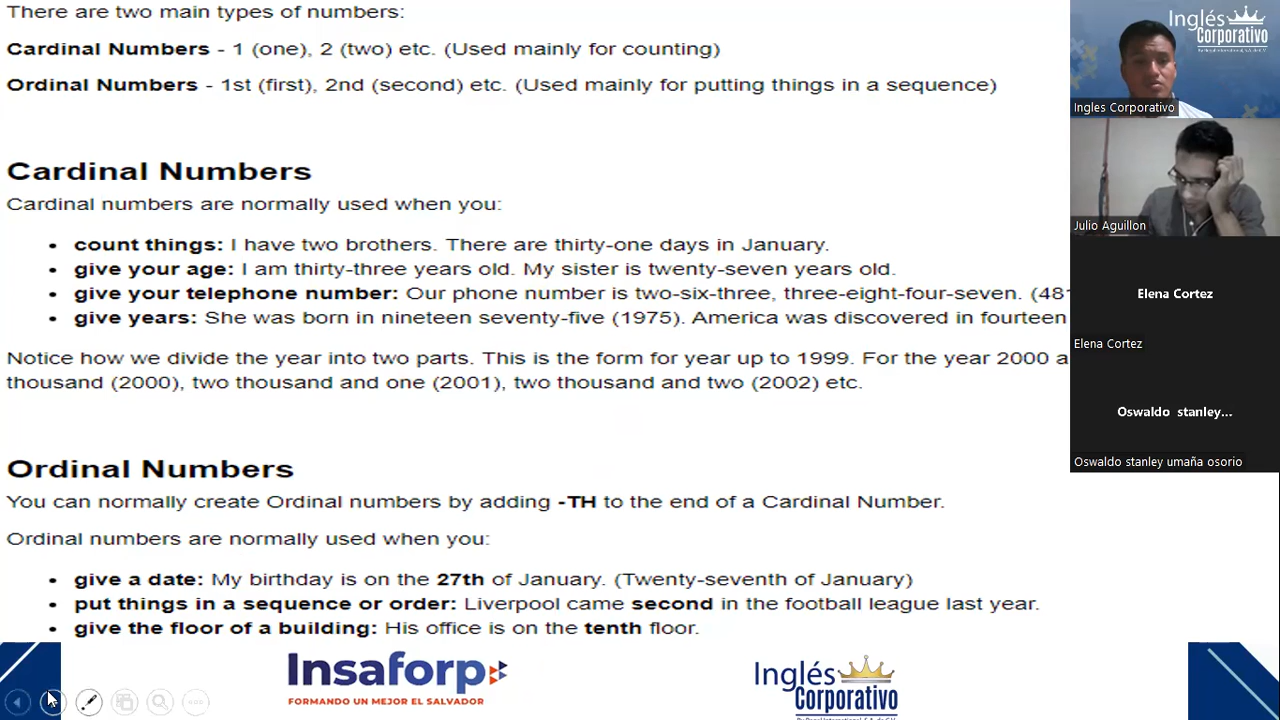 There are two main types of numbers:
Cardinal Numbers - 1 (one), 2 (two) etc. (Used mainly for counting)
Ordinal Numbers - 1st (first), 2nd (second) etc. (Used mainly for putting things in a sequence)
Cardinal Numbers
Cardinal numbers are normally used when you:
• count things: I have two brothers. There are thirty-one days in January.
• give your age: I am thirty-three years old. My sister is twenty-seven years old.
• give your telephone number: Our phone number is two-six-three, three-eight-four-seven. (481
• give years: She was born in nineteen seventy-five (1975). America was discovered in fourteen
Notice how we divide the year into two parts. This is the form for year up to 1999. For the year 2000 a
thousand (2000), two thousand and one (2001), two thousand and two (2002) etc.
Ordinal Numbers
You can normally create Ordinal numbers by adding -TH to the end of a Cardinal Number.
Ordinal numbers are normally used when you:
• give a date: My birthday is on the 27th of January. (Twenty-seventh of January)
• put things in a sequence or order: Liverpool came second in the football league last year.
• give the floor of a building: His office is on the tenth floor.
Insaforp
FORMANDO UN MEJOR EL SALVADOR
Inglés
Corporativo
Inglés
Corporativo
Ingles Corporativo
Julio Aguillon
Elena Cortez
Elena Cortez
Oswaldo stanley...
Oswaldo stanley umaña osorio